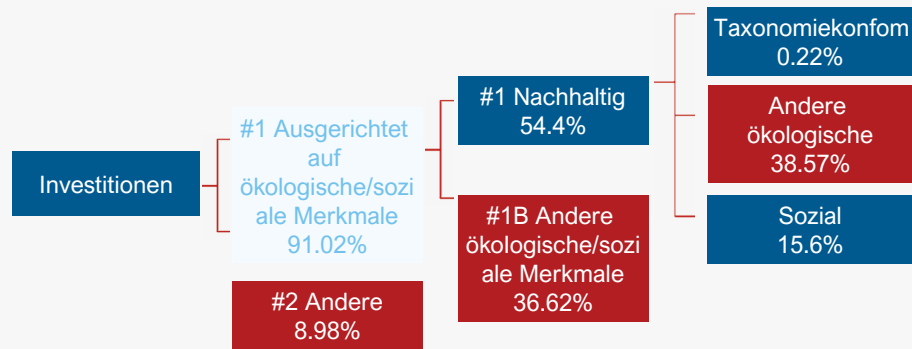 Investitionen
#1 Ausgerichtet
auf
ökologische/sozi
ale Merkmale
91.02%
#2 Andere
8.98%
#1 Nachhaltig
54.4%
#1B Andere
ökologische/sozi
ale Merkmale
36.62%
Taxonomiekonfom
0.22%
Andere
ökologische
38.57%
Sozial
15.6%